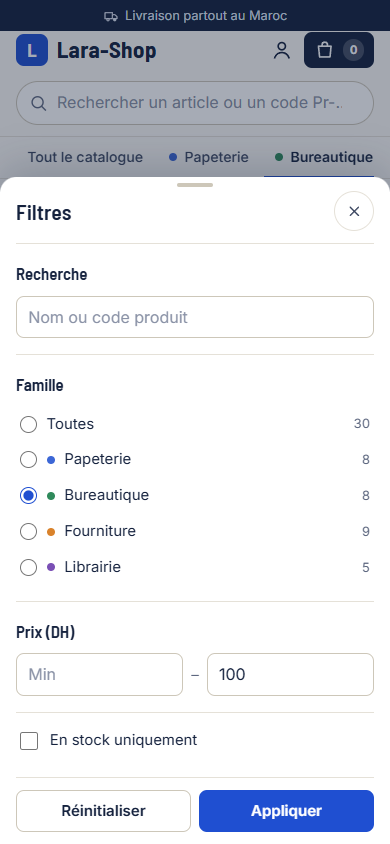 Livraison partout au Maroc
L Lara-Shop 0
Rechercher un article ou un code Pr-..
Tout le catalogue Papeterie Bureautique
Filtres
Recherche
Nom ou code produit
Famille
Toutes 30
Papeterie 8
Bureautique 8
Fourniture 9
Librairie 5
Prix (DH)
Min – 100
En stock uniquement
Réinitialiser Appliquer